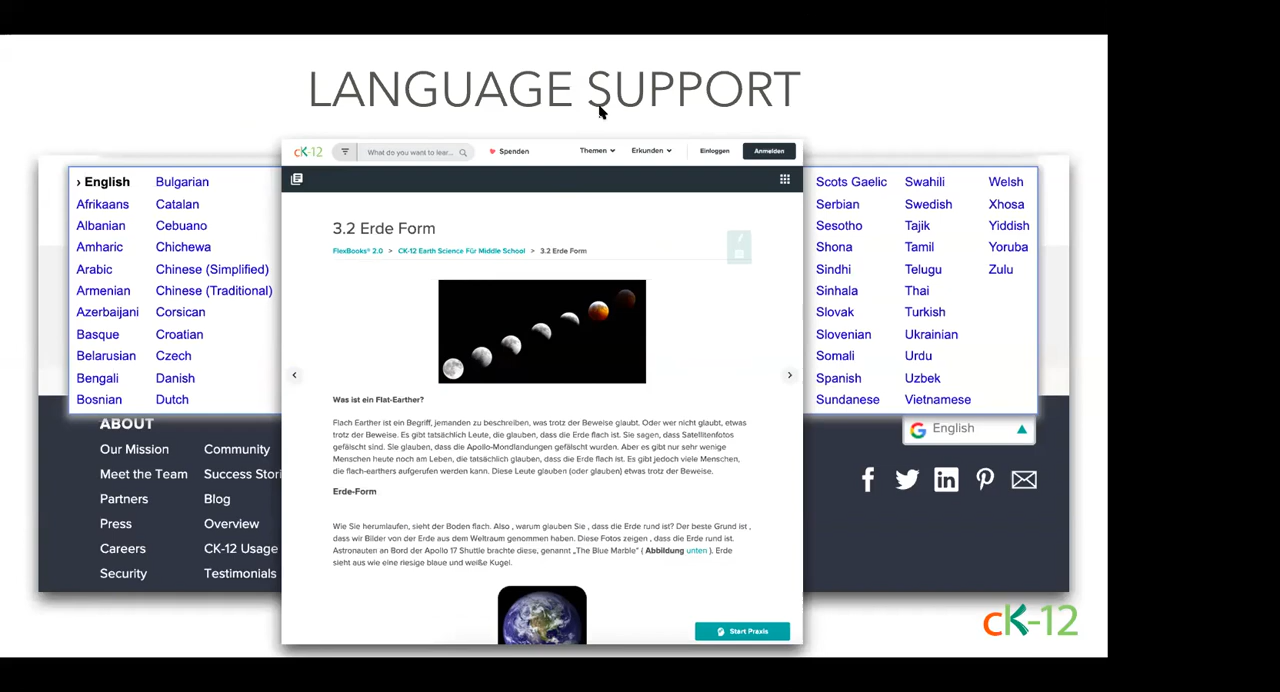 LANGUAGE SUPPORT
cK-12
What do you want to lear...
Spenden
Themen
Erkunden
Einloggen
Anmelden
› English
Afrikaans
Albanian
Amharic
Arabic
Armenian
Azerbaijani
Basque
Belarusian
Bengali
Bosnian
Bulgarian
Catalan
Cebuano
Chichewa
Chinese (Simplified)
Chinese (Traditional)
Corsican
Croatian
Czech
Danish
Dutch
3.2 Erde Form
FlexBooks® 2.0 > CK-12 Earth Science Für Middle School > 3.2 Erde Form
Was ist ein Flat-Earther?
Flach Earther ist ein Begriff, jemanden zu beschreiben, was trotz der Beweise glaubt. Oder wer nicht glaubt, etwas
trotz der Beweise. Es gibt tatsächlich Leute, die glauben, dass die Erde flach ist. Sie sagen, dass Satellitenfotos
gefälscht sind. Sie glauben, dass die Apollo-Mondlandungen gefälscht wurden. Aber es gibt nur sehr wenige
Menschen heute noch am Leben, die tatsächlich glauben, dass die Erde flach ist. Es gibt jedoch viele Menschen,
die flach-earthers aufgerufen werden kann. Diese Leute glauben (oder glauben) etwas trotz der Beweise.
Erde-Form
Wie Sie herumlaufen, sieht der Boden flach. Also , warum glauben Sie , dass die Erde rund ist? Der beste Grund ist ,
dass wir Bilder von der Erde aus dem Weltraum genommen haben. Diese Fotos zeigen , dass die Erde rund ist.
Astronauten an Bord der Apollo 17 Shuttle brachte diese, genannt „The Blue Marble" ( Abbildung unten ). Erde
sieht aus wie eine riesige blaue und weiße Kugel.
Start Praxis
Scots Gaelic
Serbian
Sesotho
Shona
Sindhi
Sinhala
Slovak
Slovenian
Somali
Spanish
Sundanese
Swahili
Swedish
Tajik
Tamil
Telugu
Thai
Turkish
Ukrainian
Urdu
Uzbek
Vietnamese
Welsh
Xhosa
Yiddish
Yoruba
Zulu
English
ABOUT
Our Mission
Meet the Team
Partners
Press
Careers
Security
Community
Success Stori
Blog
Overview
CK-12 Usage
Testimonials
cK-12